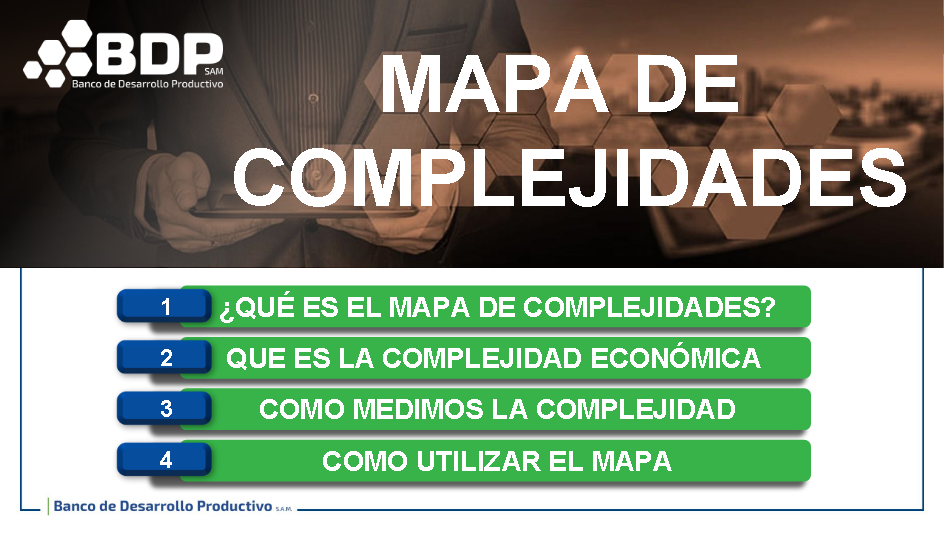 BDP
SAM
Banco de Desarrollo Productivo
MAPA DE
COMPLEJIDADES
1 ¿QUÉ ES EL MAPA DE COMPLEJIDADES?
2 QUE ES LA COMPLEJIDAD ECONÓMICA
3 COMO MEDIMOS LA COMPLEJIDAD
4 COMO UTILIZAR EL MAPA
Banco de Desarrollo Productivo S.A.M.